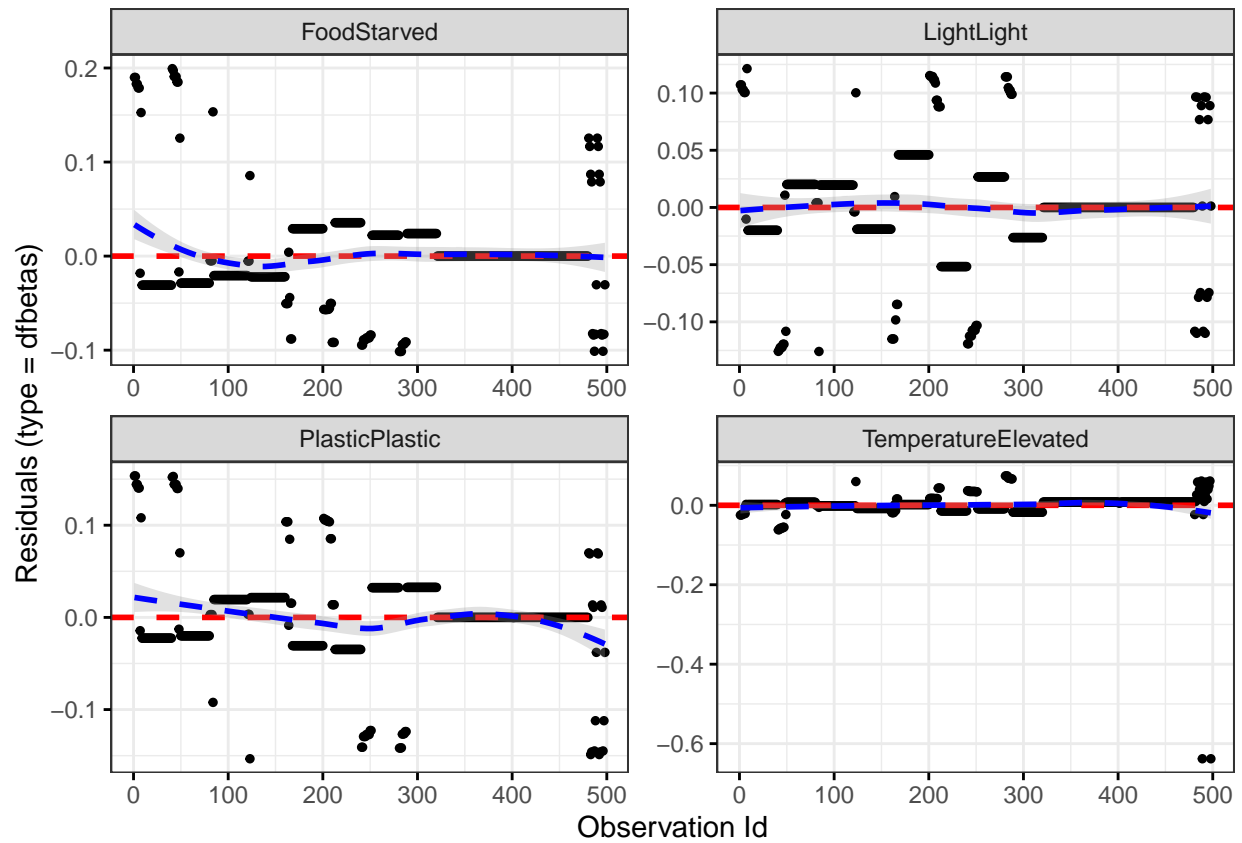 FoodStarved
LightLight
0.2
0.1
0.0
−0.1
0.10
0.05
0.00
−0.05
−0.10
0 100 200 300 400 500
0 100 200 300 400 500
PlasticPlastic
TemperatureElevated
0.1
0.0
−0.1
0.0
−0.2
−0.4
−0.6
0 100 200 300 400 500
0 100 200 300 400 500
Residuals (type = dfbetas)
Observation Id